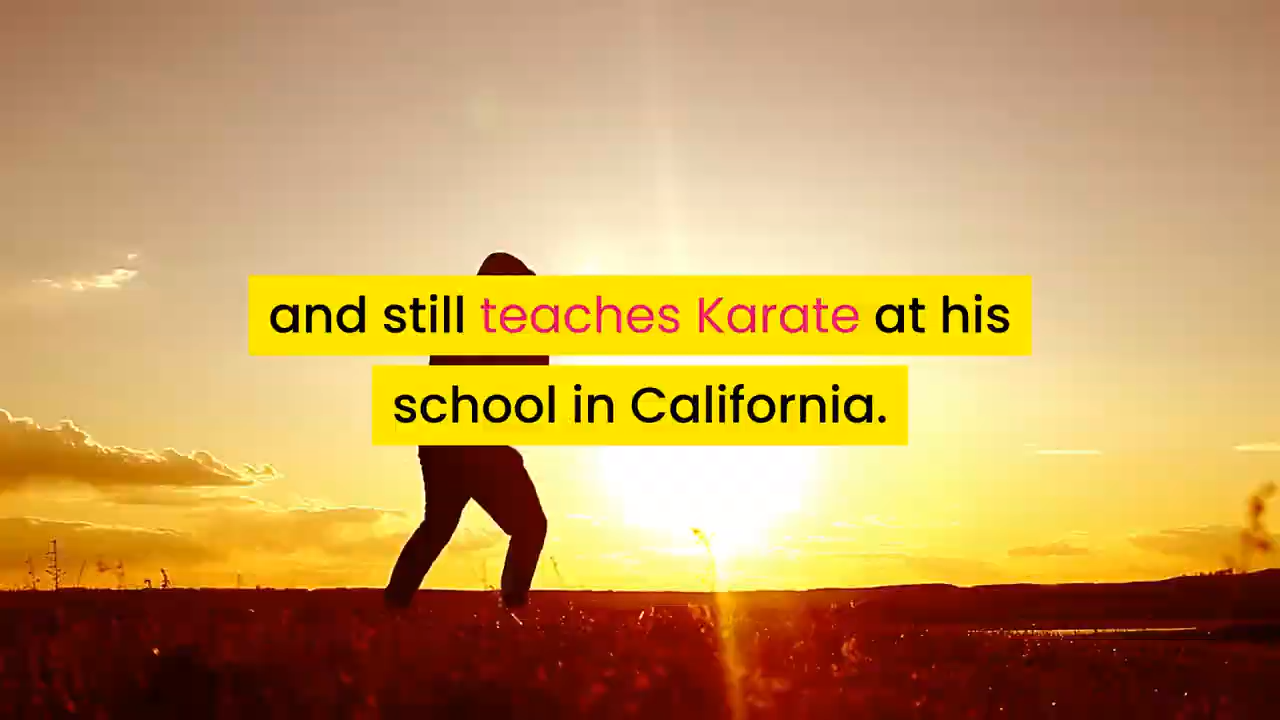 and still teaches Karate at his
school in California.